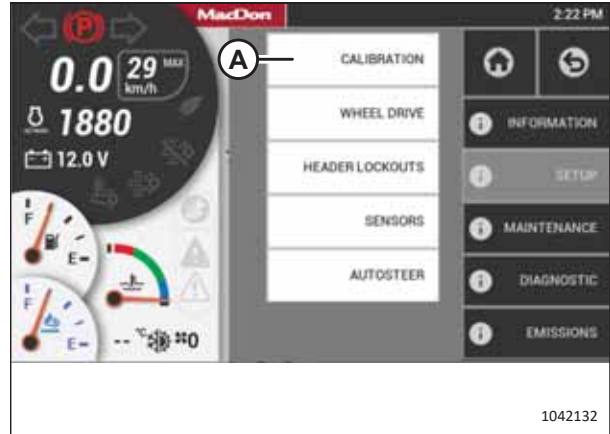 MacDon
2:22 PM
P
0.0 29 MAX km/h
1880
12.0 V
F
E
F
E
-- °C 0
A
CALIBRATION
WHEEL DRIVE
HEADER LOCKOUTS
SENSORS
AUTOSTEER
INFORMATION
SETUP
MAINTENANCE
DIAGNOSTIC
EMISSIONS
1042132